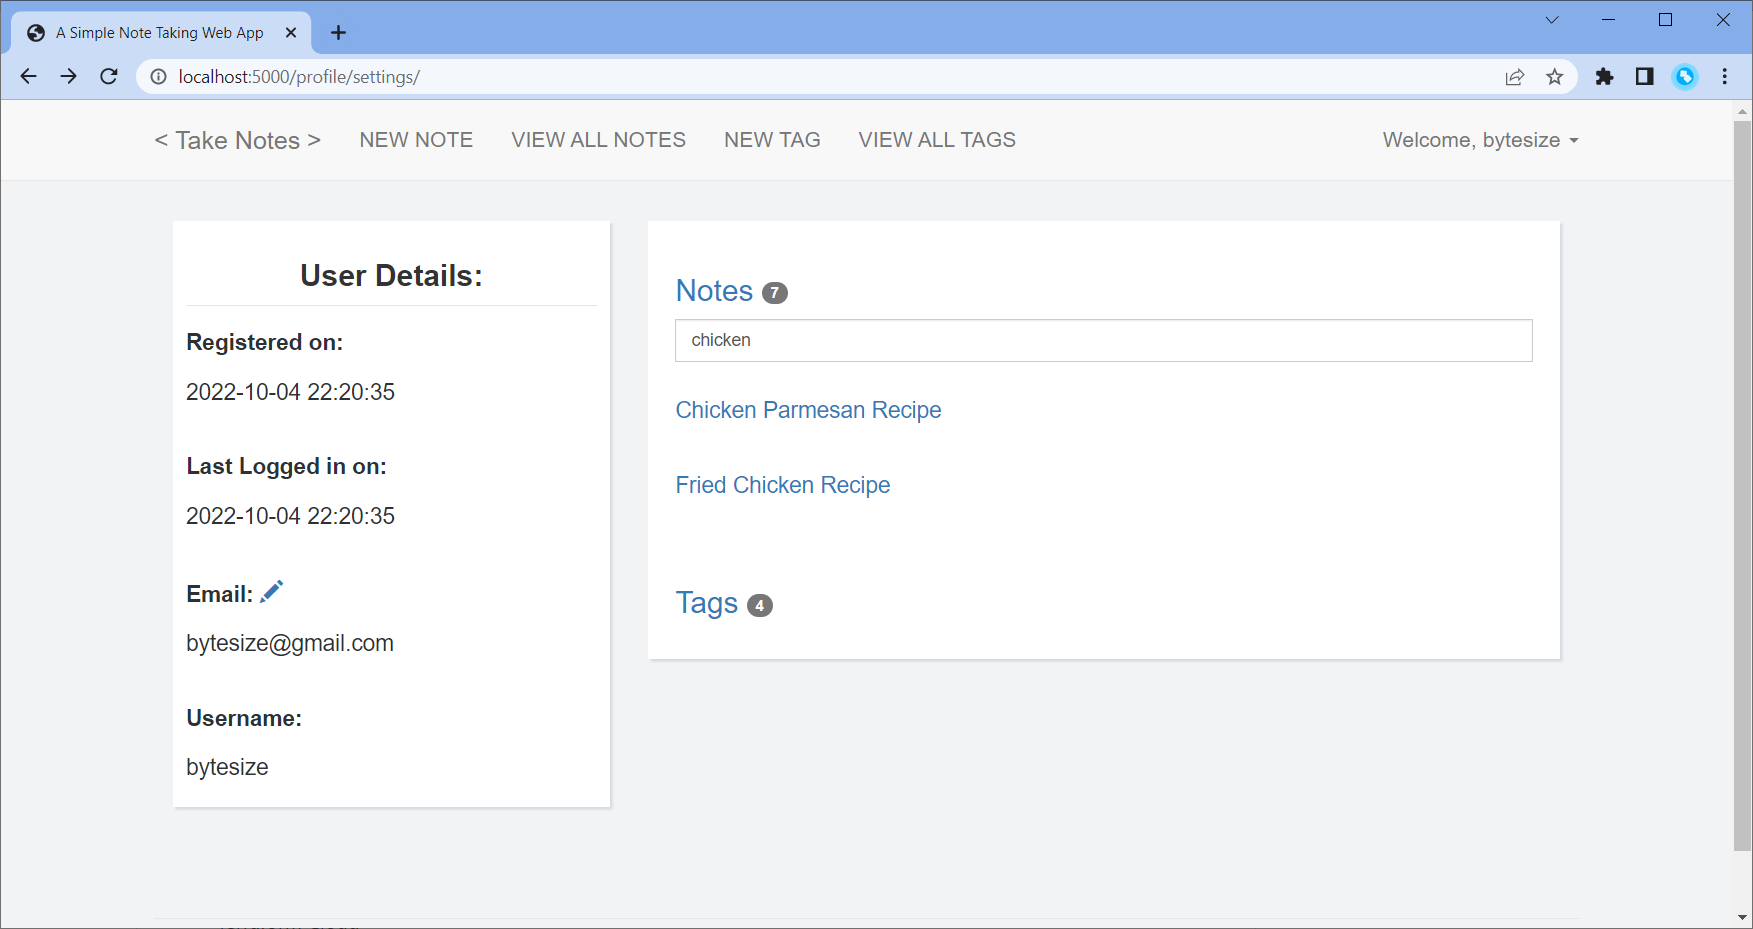 A Simple Note Taking Web App
localhost:5000/profile/settings/
< Take Notes > NEW NOTE VIEW ALL NOTES NEW TAG VIEW ALL TAGS Welcome, bytesize
User Details:
Registered on:
2022-10-04 22:20:35
Last Logged in on:
2022-10-04 22:20:35
Email:
bytesize@gmail.com
Username:
bytesize
Notes 7
chicken
Chicken Parmesan Recipe
Fried Chicken Recipe
Tags 4